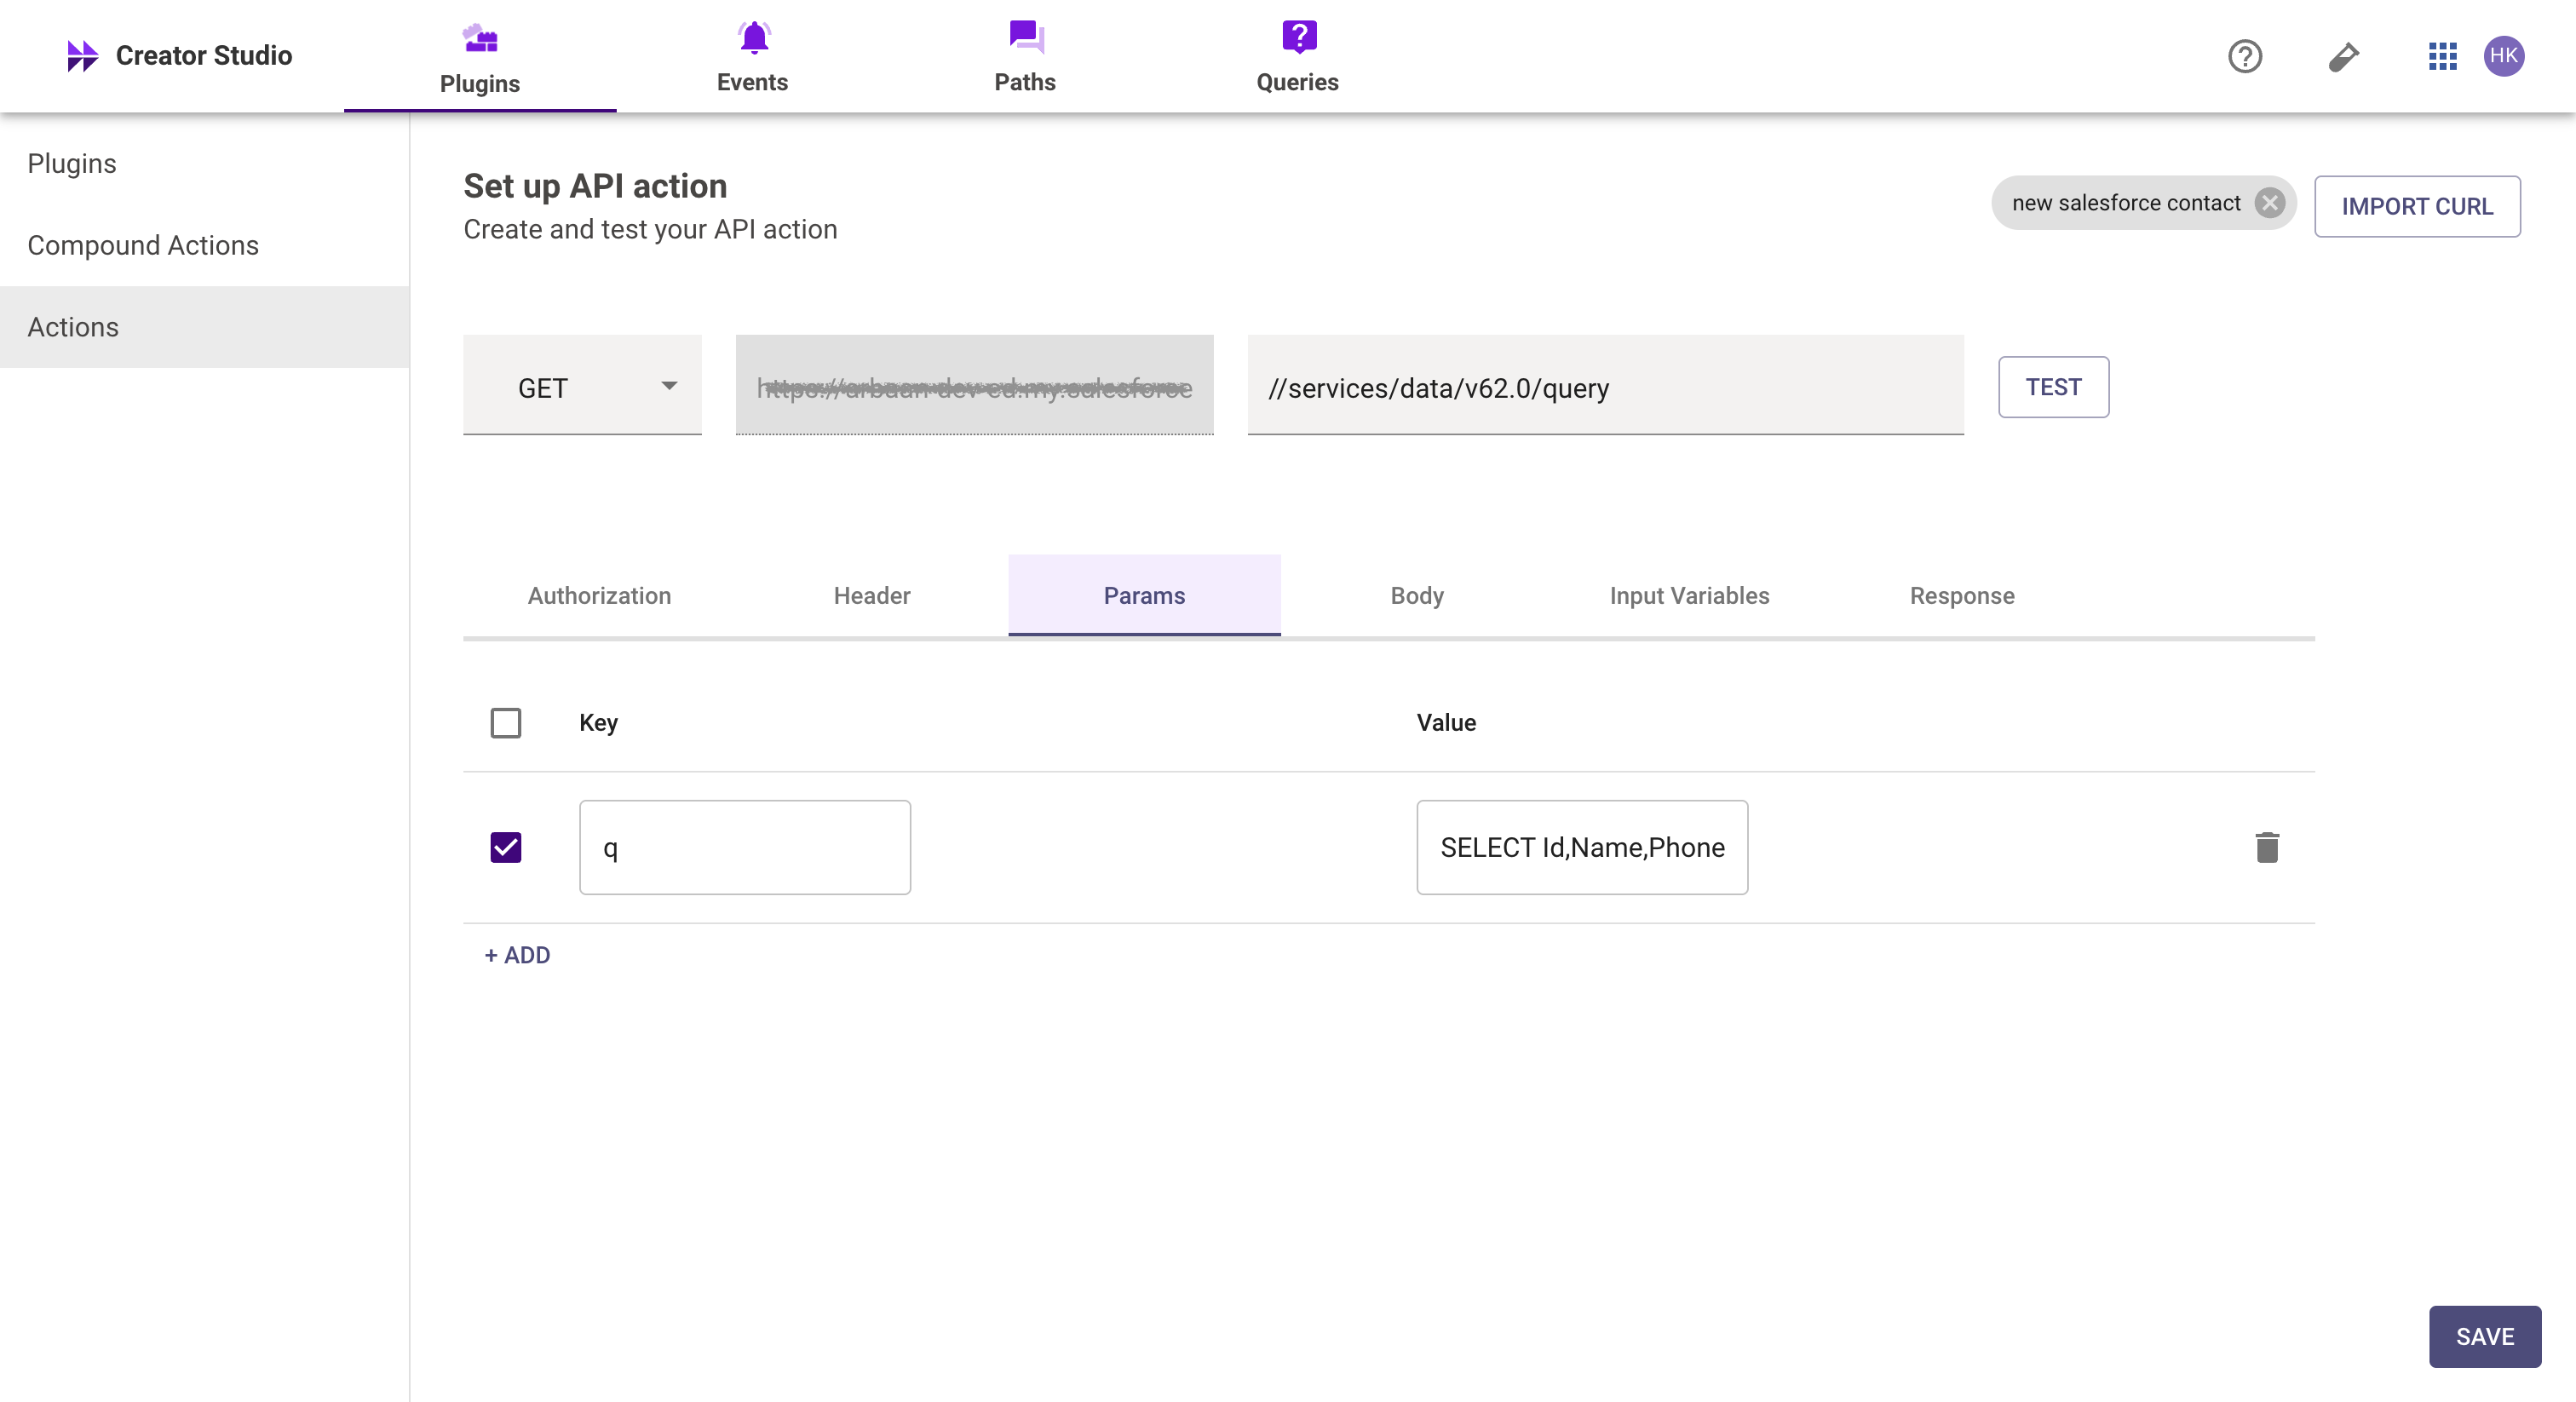 Creator Studio
Plugins
Events
Paths
Queries
HK
Plugins
Compound Actions
Actions
Set up API action
Create and test your API action
new salesforce contact
IMPORT CURL
GET
//services/data/v62.0/query
TEST
Authorization
Header
Params
Body
Input Variables
Response
Key
Value
q
SELECT Id,Name,Phone
+ ADD
SAVE